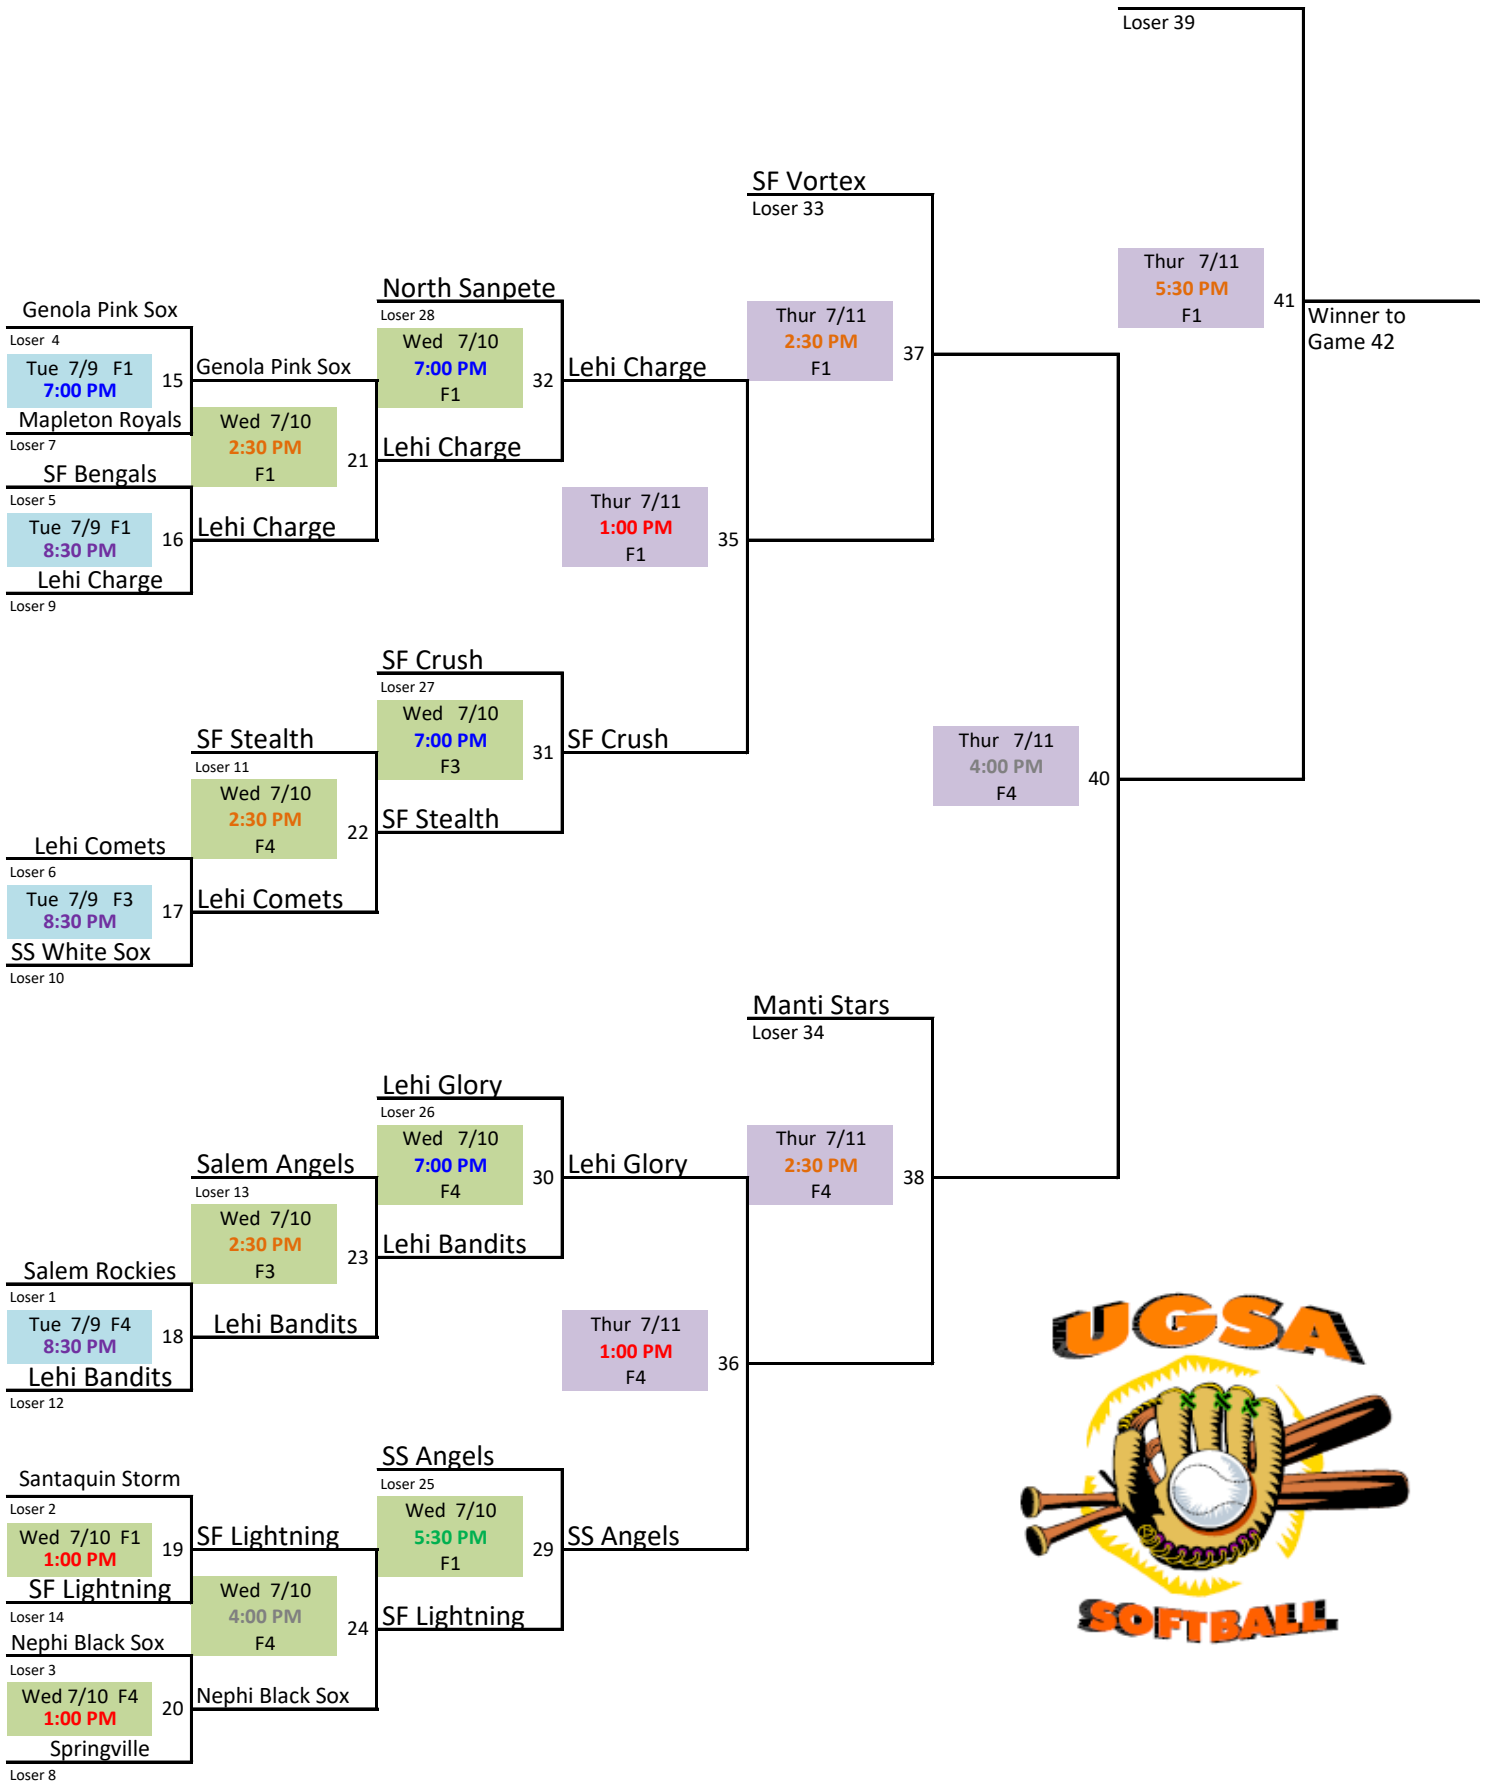 Loser 39
SF Vortex
Loser 33
Thur 7/11
5:30 PM
F1
41
Winner to
Game 42
North Sanpete
Loser 28
Genola Pink Sox
Loser 4
Tue 7/9 F1
7:00 PM
15
Genola Pink Sox
Wed 7/10
7:00 PM
F1
32
Lehi Charge
Thur 7/11
2:30 PM
F1
37
Mapleton Royals
Loser 7
Wed 7/10
2:30 PM
F1
21
Lehi Charge
SF Bengals
Loser 5
Tue 7/9 F1
8:30 PM
16
Lehi Charge
Thur 7/11
1:00 PM
F1
35
Lehi Charge
Loser 9
SF Crush
Loser 27
SF Stealth
Loser 11
Wed 7/10
7:00 PM
F3
31
SF Crush
Thur 7/11
4:00 PM
F4
40
Wed 7/10
2:30 PM
F4
22
SF Stealth
Lehi Comets
Loser 6
Tue 7/9 F3
8:30 PM
17
Lehi Comets
SS White Sox
Loser 10
Manti Stars
Loser 34
Lehi Glory
Loser 26
Salem Angels
Loser 13
Wed 7/10
7:00 PM
F4
30
Lehi Glory
Thur 7/11
2:30 PM
F4
38
Wed 7/10
2:30 PM
F3
23
Lehi Bandits
Salem Rockies
Loser 1
Tue 7/9 F4
8:30 PM
18
Lehi Bandits
Thur 7/11
1:00 PM
F4
36
Lehi Bandits
Loser 12
UGSA
SOFTBALL
SS Angels
Loser 25
Santaquin Storm
Loser 2
Wed 7/10 F1
1:00 PM
19
SF Lightning
Wed 7/10
5:30 PM
F1
29
SS Angels
SF Lightning
Loser 14
Wed 7/10
4:00 PM
F4
24
SF Lightning
Nephi Black Sox
Loser 3
Wed 7/10 F4
1:00 PM
20
Nephi Black Sox
Springville
Loser 8